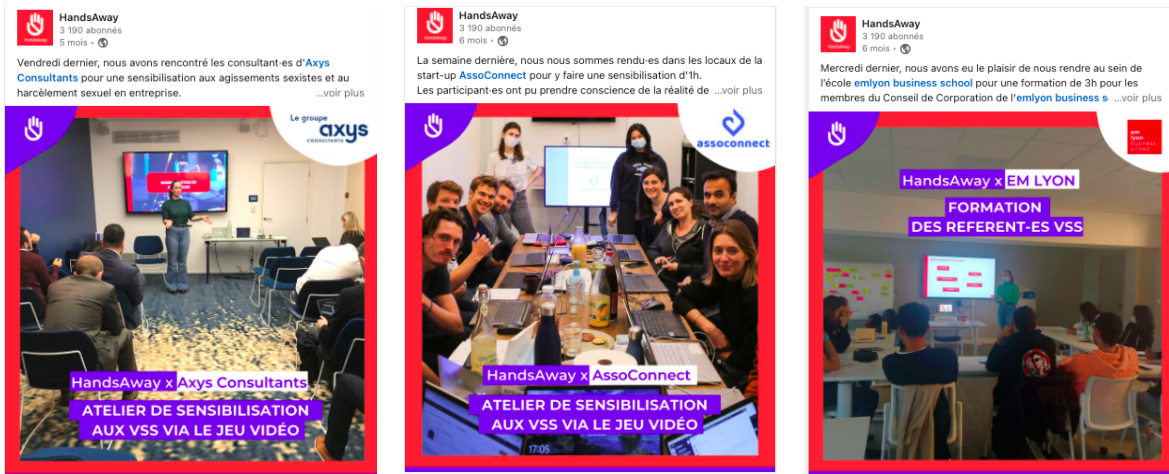 HandsAway
3 190 abonnés
5 mois •
Vendredi dernier, nous avons rencontré les consultant·es d'Axys
Consultants pour une sensibilisation aux agissements sexistes et au
harcèlement sexuel en entreprise. ...voir plus
Le groupe
axys
CONSULTANTS
HandsAway x Axys Consultants
ATELIER DE SENSIBILISATION
AUX VSS VIA LE JEU VIDÉO
HandsAway
3 190 abonnés
6 mois •
La semaine dernière, nous nous sommes rendu·es dans les locaux de la
start-up AssoConnect pour y faire une sensibilisation d'1h.
Les participant·es ont pu prendre conscience de la réalité de ...voir plus
assoconnect
17:05
HandsAway x AssoConnect
ATELIER DE SENSIBILISATION
AUX VSS VIA LE JEU VIDÉO
HandsAway
3 190 abonnés
6 mois •
Mercredi dernier, nous avons eu le plaisir de nous rendre au sein de
l'école emlyon business school pour une formation de 3h pour les
membres du Conseil de Corporation de l'emlyon business s ...voir plus
em
lyon
business
school
HandsAway x EM LYON
FORMATION
DES REFERENT-ES VSS